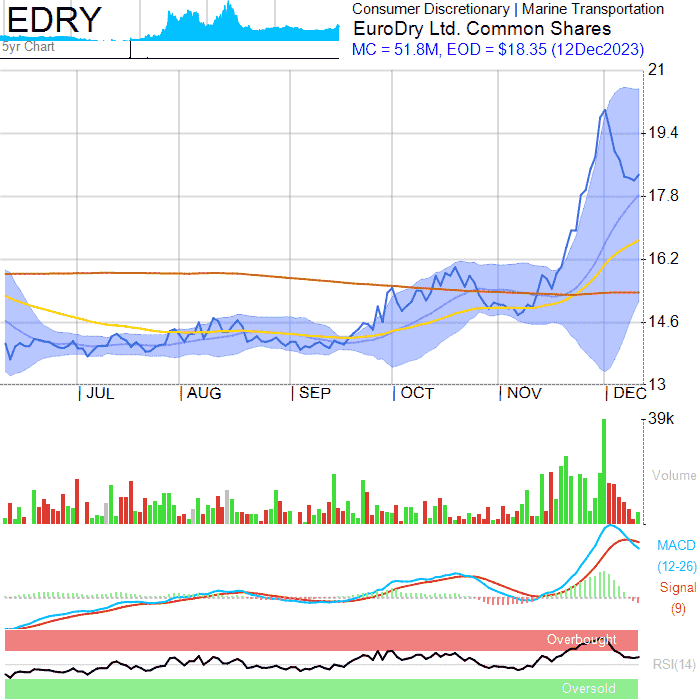 EDRY
5yr Chart
Consumer Discretionary | Marine Transportation
EuroDry Ltd. Common Shares
MC = 51.8M, EOD = $18.35 (12Dec2023)
21
19.4
17.8
16.2
14.6
13
| JUL | AUG | SEP | OCT | NOV | DEC
39k
Volume
MACD
(12-26)
Signal
(9)
Overbought
RSI(14)
Oversold